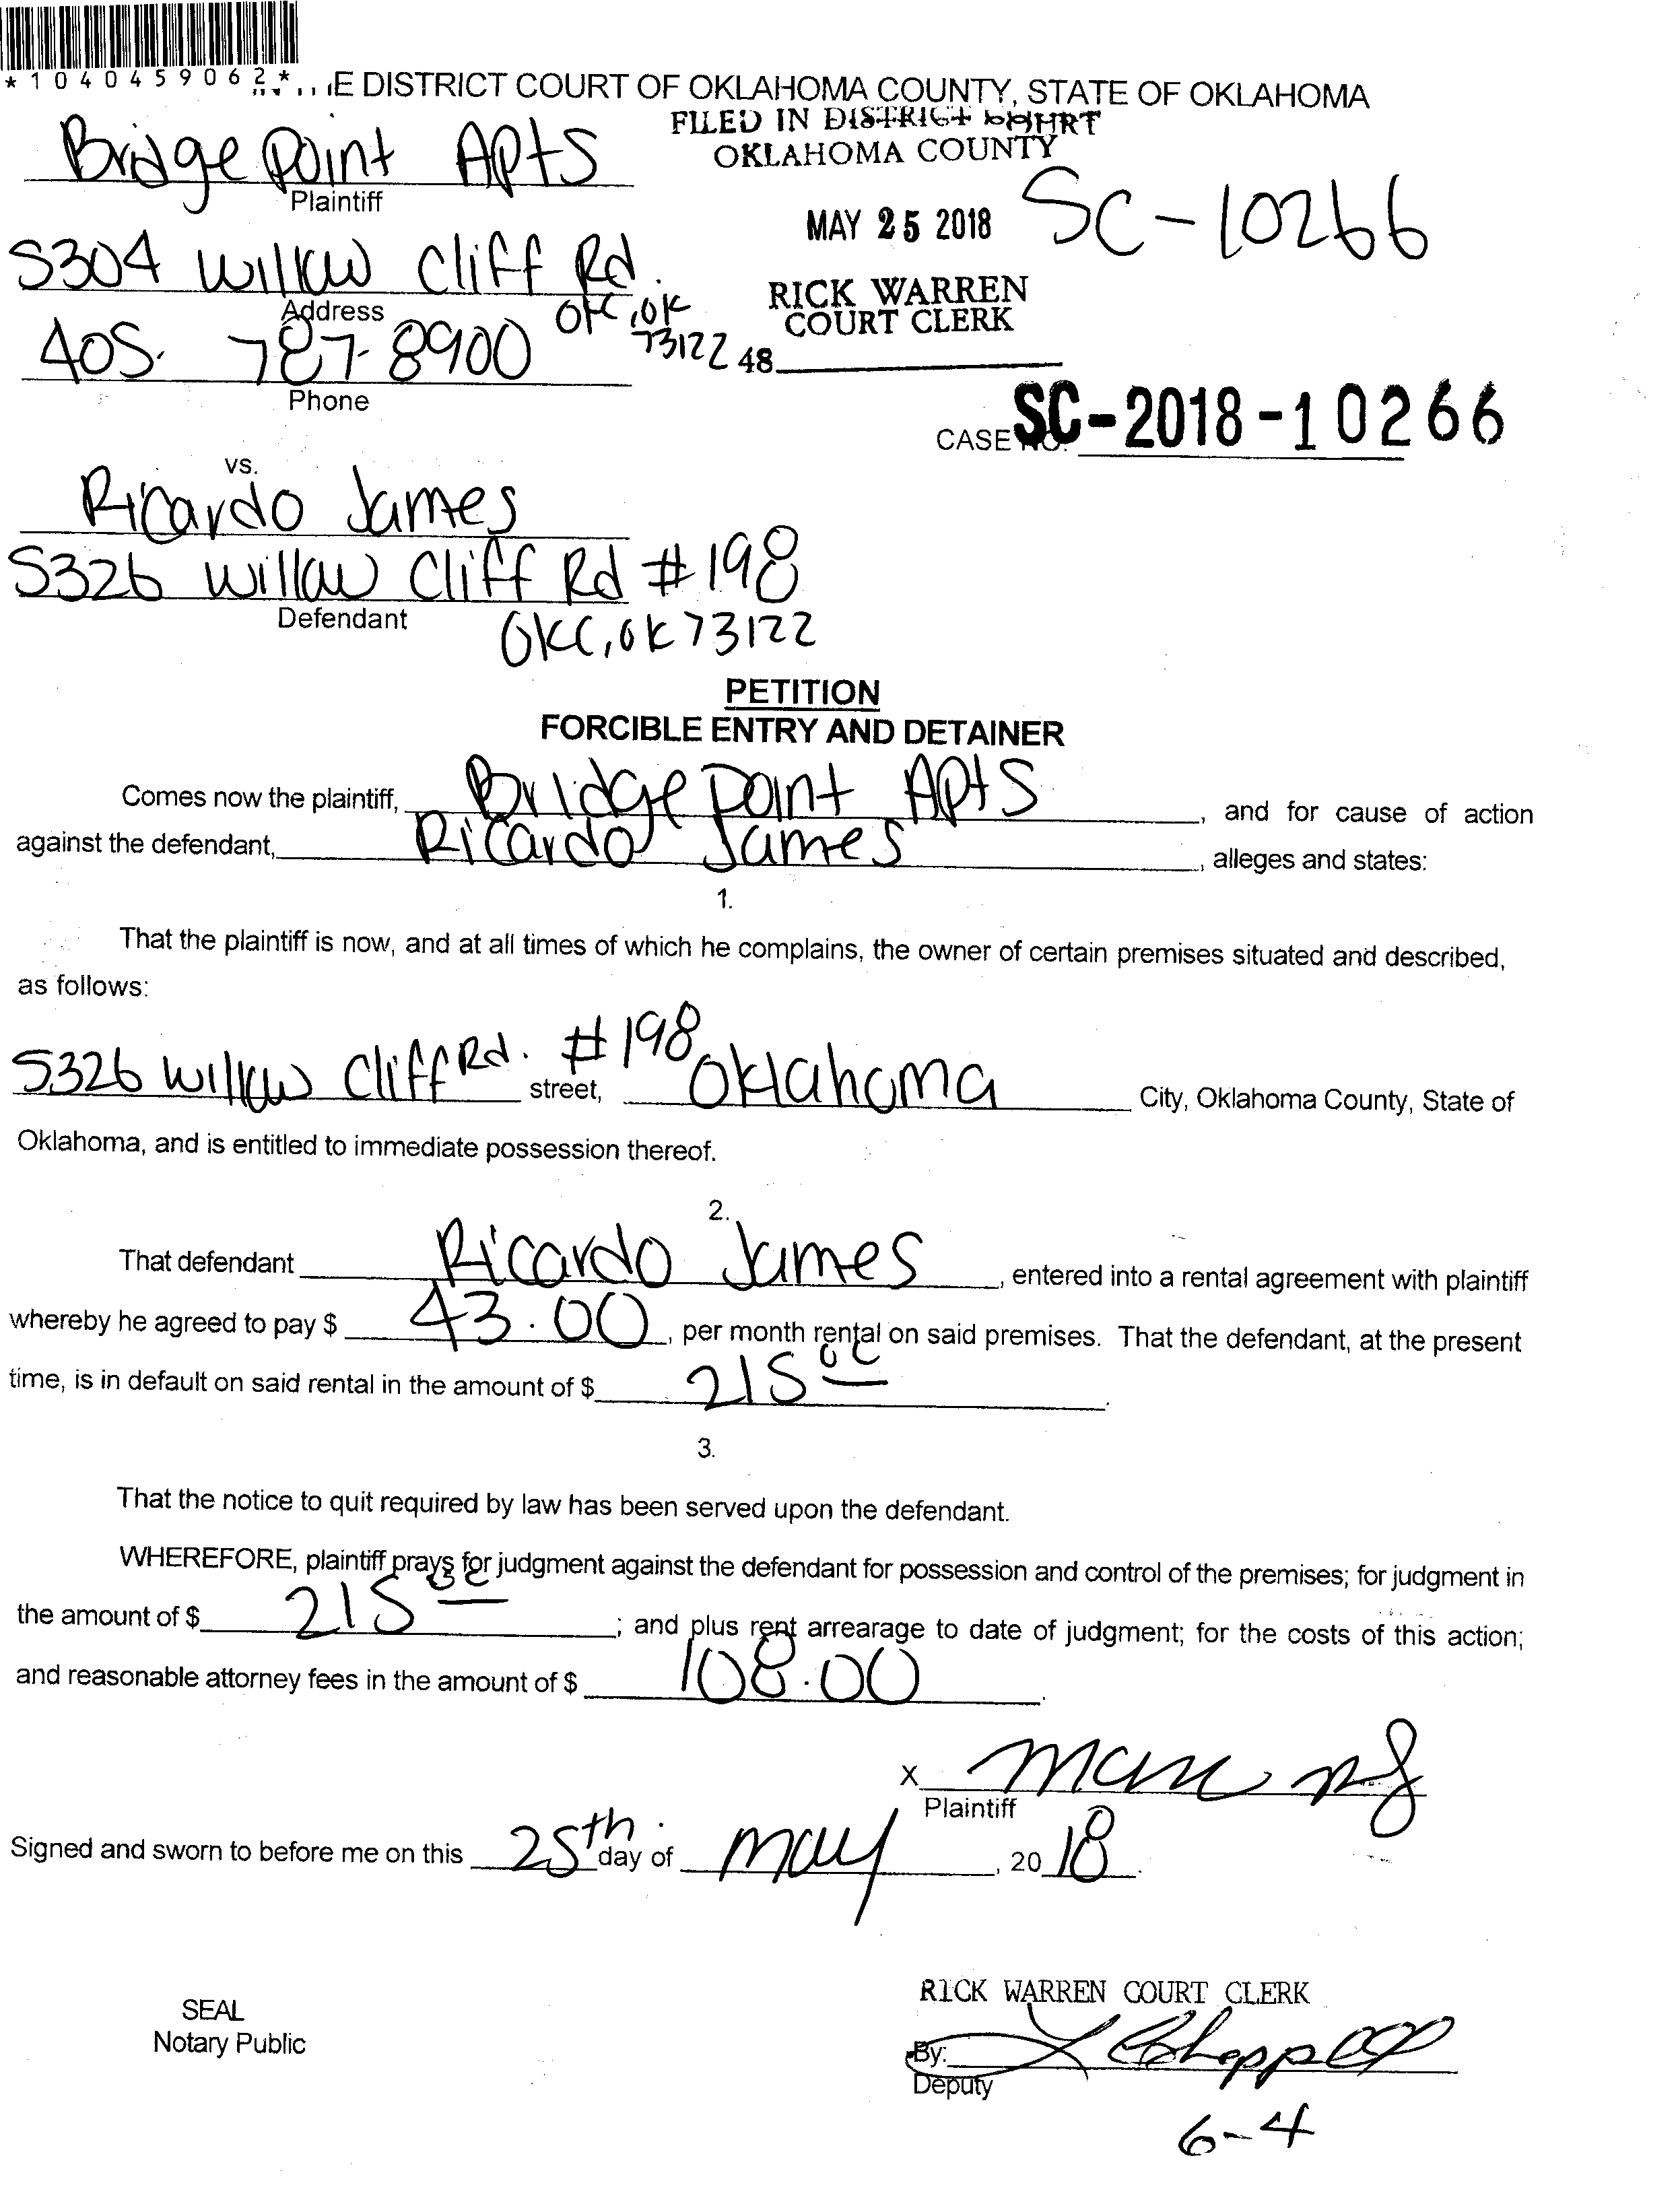 *1040459062*
E DISTRICT COURT OF OKLAHOMA COUNTY, STATE OF OKLAHOMA
FILED IN DISTRICT COURT
OKLAHOMA COUNTY
Bridge Point Apts
Plaintiff
MAY 25 2018
SC-10266
5304 Willow Cliff Rd.
Address
OKC, OK
73122
RICK WARREN
COURT CLERK
405. 787-8900
Phone
48
CASE NO. SC-2018-10266
vs.
Ricardo James
5326 Willow Cliff Rd #198
Defendant
OKC, OK 73122
PETITION
FORCIBLE ENTRY AND DETAINER
Comes now the plaintiff, Bridge Point Apts, and for cause of action
against the defendant, Ricardo James, alleges and states:
1.
That the plaintiff is now, and at all times of which he complains, the owner of certain premises situated and described,
as follows:
5326 Willow Cliff Rd. #198 street, Oklahoma City, Oklahoma County, State of
Oklahoma, and is entitled to immediate possession thereof.
2.
That defendant Ricardo James, entered into a rental agreement with plaintiff
whereby he agreed to pay $ 43.00, per month rental on said premises. That the defendant, at the present
time, is in default on said rental in the amount of $ 215 00.
3.
That the notice to quit required by law has been served upon the defendant.
WHEREFORE, plaintiff prays for judgment against the defendant for possession and control of the premises; for judgment in
the amount of $ 215 00; and plus rent arrearage to date of judgment; for the costs of this action;
and reasonable attorney fees in the amount of $ 108.00.
X
Plaintiff
Signed and sworn to before me on this 25th day of May, 2018.
RICK WARREN COURT CLERK
SEAL
Notary Public
By:
Deputy
6-4